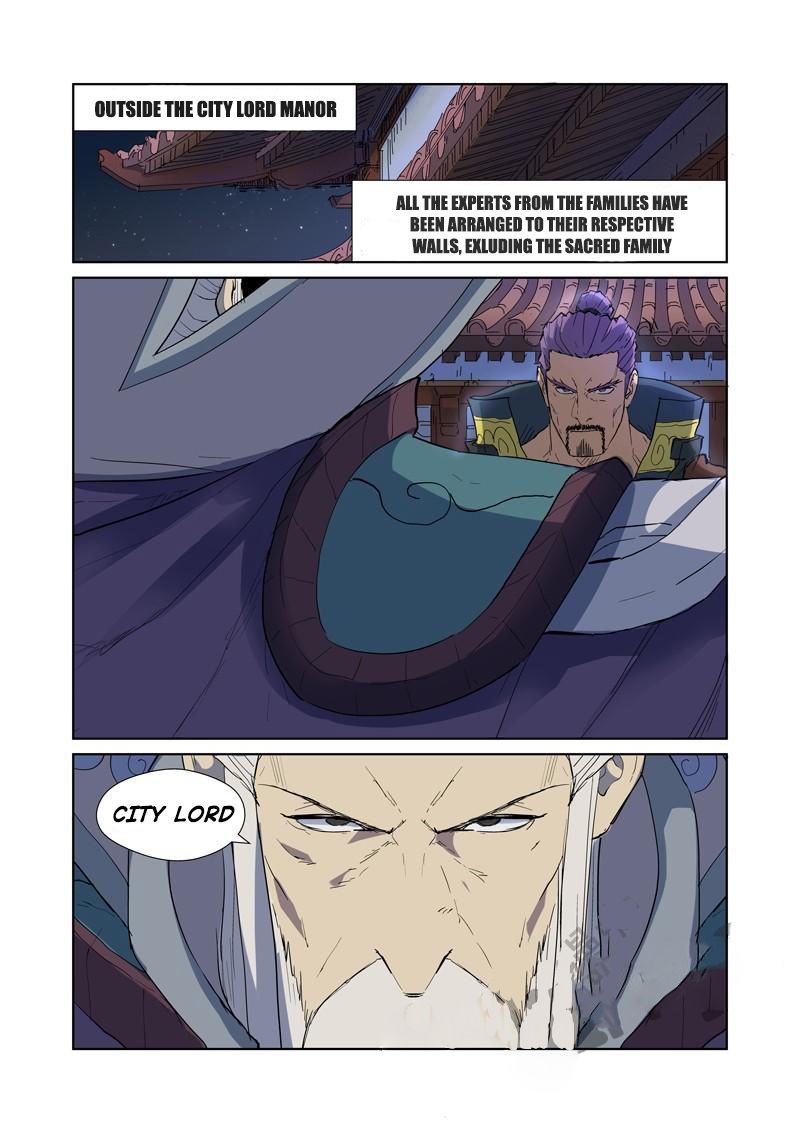 OUTSIDE THE CITY LORD MANOR
ALL THE EXPERTS FROM THE FAMILIES HAVE
BEEN ARRANGED TO THEIR RESPECTIVE
WALLS, EXLUDING THE SACRED FAMILY
CITY LORD